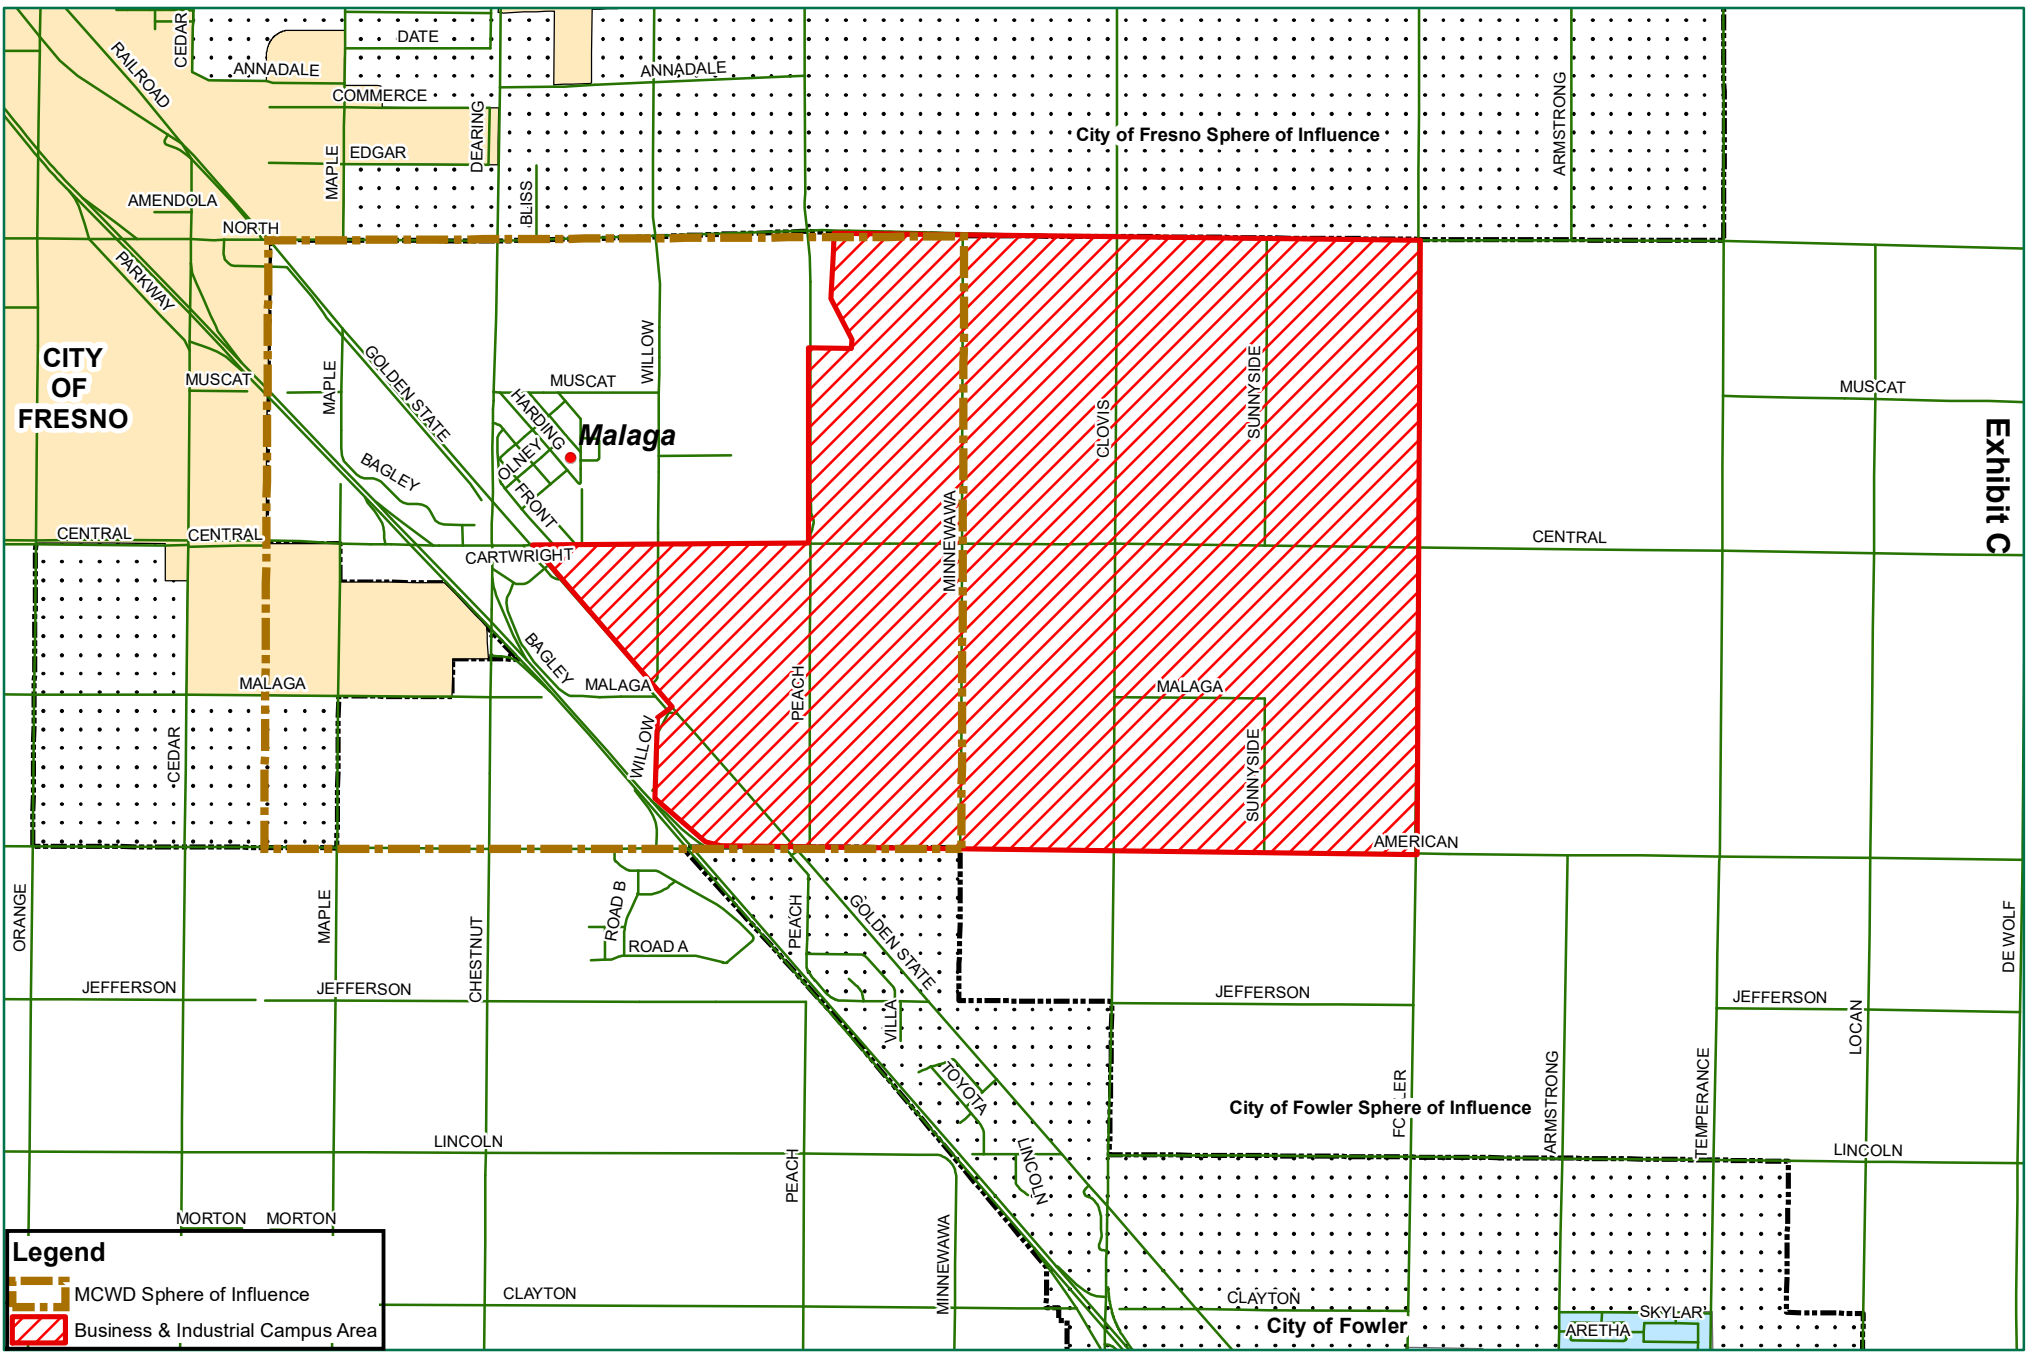 DATE
CEDAR
RAILROAD
ANNADALE
ANNADALE
COMMERCE
DEARING
ARMSTRONG
City of Fresno Sphere of Influence
EDGAR
MAPLE
BLISS
AMENDOLA
NORTH
PARKWAY
CITY
OF
FRESNO
MUSCAT
MAPLE
GOLDEN STATE
WILLOW
MUSCAT
HARDING
Malaga
OLNEY
FRONT
BAGLEY
CLOVIS
SUNNYSIDE
MUSCAT
Exhibit C
CENTRAL
CENTRAL
CARTWRIGHT
MINNEWAWA
CENTRAL
BAGLEY
MALAGA
MALAGA
PEACH
MALAGA
CEDAR
WILLOW
SUNNYSIDE
AMERICAN
ORANGE
MAPLE
CHESTNUT
ROAD B
ROAD A
PEACH
GOLDEN STATE
DE WOLF
JEFFERSON
JEFFERSON
VILLA
JEFFERSON
JEFFERSON
LOCAN
TOYOTA
City of Fowler Sphere of Influence
ARMSTRONG
TEMPERANCE
LINCOLN
PEACH
LINCOLN
LINCOLN
MORTON
MORTON
MINNEWAWA
CLAYTON
CLAYTON
City of Fowler
SKYLAR
ARETHA
Legend
MCWD Sphere of Influence
Business & Industrial Campus Area